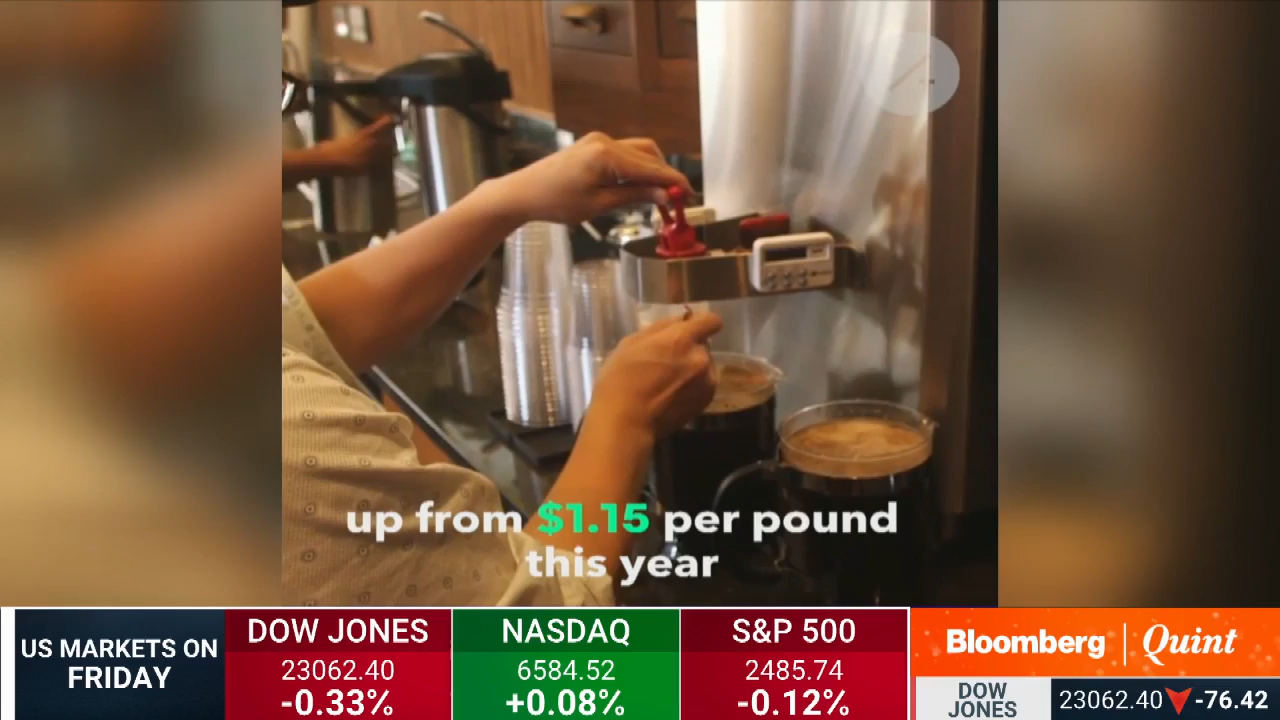 up from $1.15 per pound
this year
US MARKETS ON
FRIDAY
DOW JONES
23062.40
-0.33%
NASDAQ
6584.52
+0.08%
S&P 500
2485.74
-0.12%
Bloomberg | Quint
DOW
JONES
23062.40 -76.42